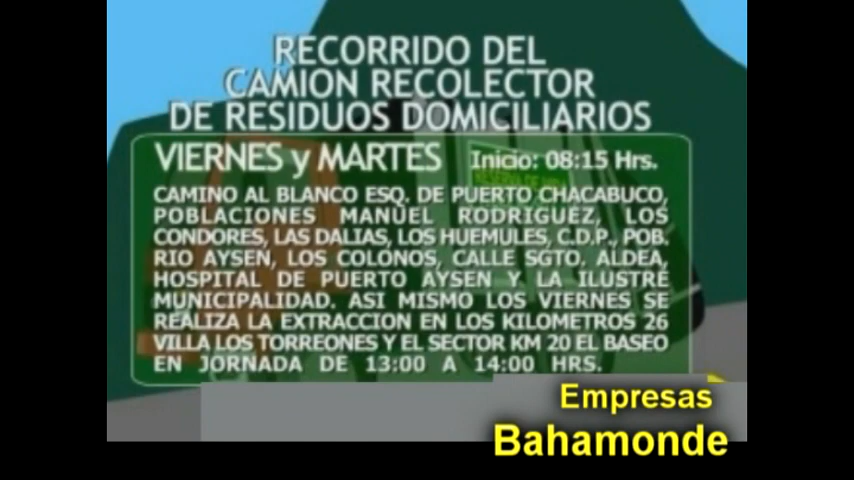 RECORRIDO DEL
CAMION RECOLECTOR
DE RESIDUOS DOMICILIARIOS
VIERNES y MARTES Inicio: 08:15 Hrs.
CAMINO AL BLANCO ESQ. DE PUERTO CHACABUCO,
POBLACIONES MANUEL RODRIGUEZ, LOS
CONDORES, LAS DALIAS, LOS HUEMULES, C.D.P., POB.
RIO AYSEN, LOS COLONOS, CALLE SGTO. ALDEA,
HOSPITAL DE PUERTO AYSEN Y LA ILUSTRE
MUNICIPALIDAD. ASI MISMO LOS VIERNES SE
REALIZA LA EXTRACCION EN LOS KILOMETROS 26
VILLA LOS TORREONES Y EL SECTOR KM 20 EL BASEO
EN JORNADA DE 13:00 A 14:00 HRS.
Empresas
Bahamonde